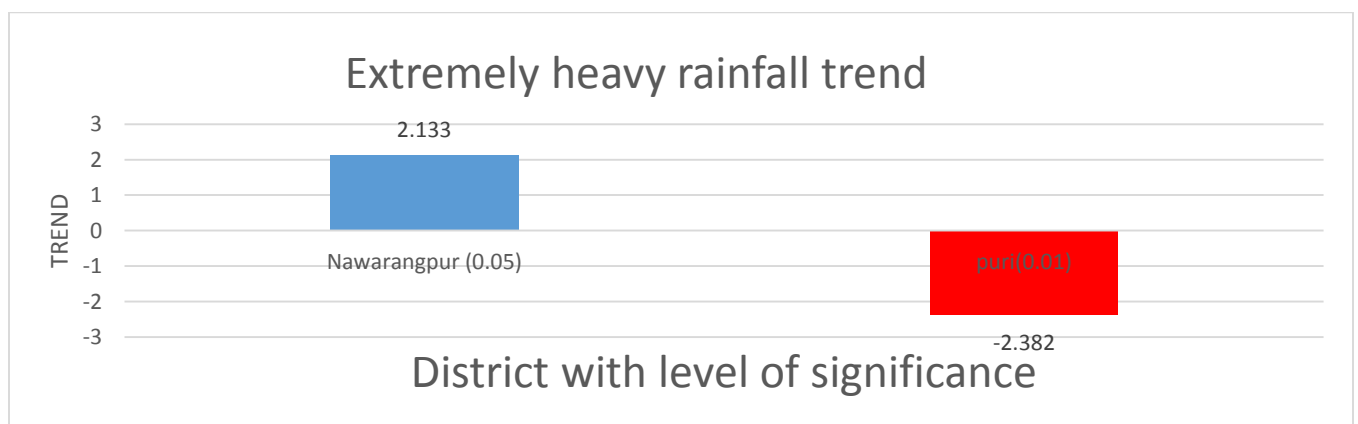 Extremely heavy rainfall trend
TREND
3
2
1
0
-1
-2
-3
2.133
Nawarangpur (0.05)
puri(0.01)
-2.382
District with level of significance